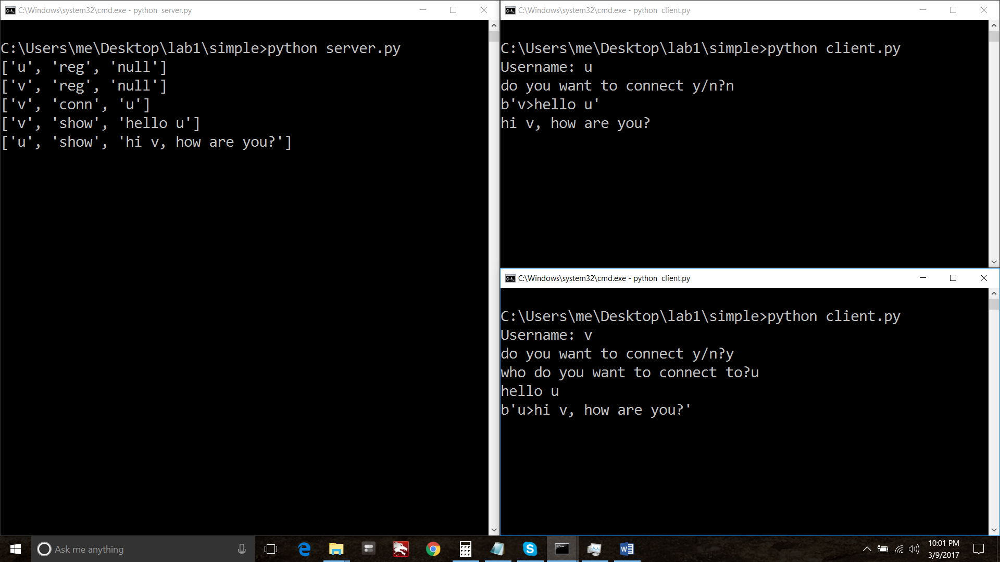 C:\Windows\system32\cmd.exe - python  server.py
C:\Users\me\Desktop\lab1\simple>python server.py
['u', 'reg', 'null']
['v', 'reg', 'null']
['v', 'conn', 'u']
['v', 'show', 'hello u']
['u', 'show', 'hi v, how are you?']
C:\Windows\system32\cmd.exe - python  client.py
C:\Users\me\Desktop\lab1\simple>python client.py
Username: u
do you want to connect y/n?n
b'v>hello u'
hi v, how are you?
C:\Windows\system32\cmd.exe - python  client.py
C:\Users\me\Desktop\lab1\simple>python client.py
Username: v
do you want to connect y/n?y
who do you want to connect to?u
hello u
b'u>hi v, how are you?'
Ask me anything
10:01 PM
3/9/2017